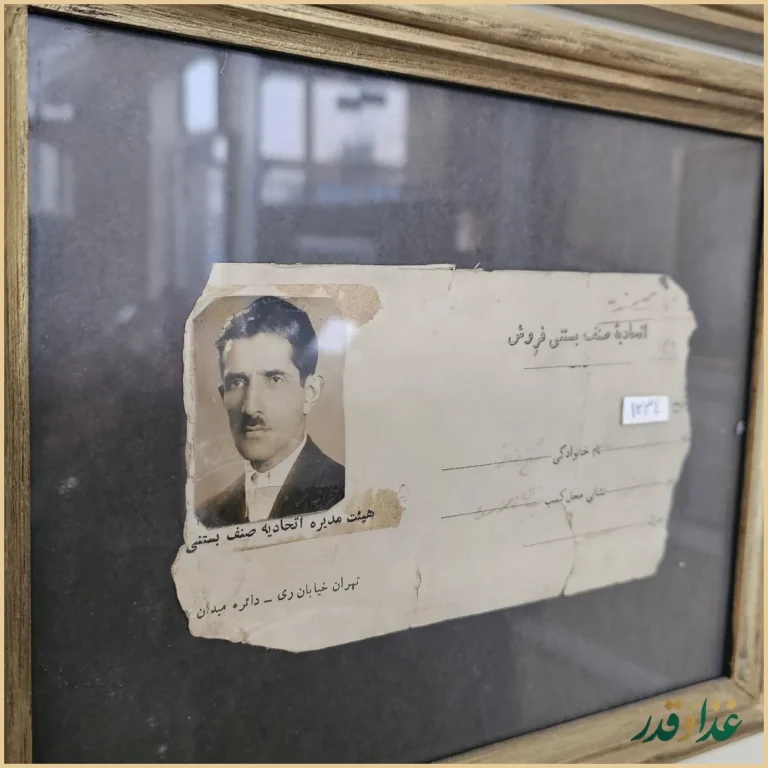 اتحادیهٔ صنف بستنی فروش
۱۳۳۴
نام خانوادگی
نشانی محل کسب
هیئت مدیره اتحادیه صنف بستنی
تهران خیابان ری – دائره میدان
غذا و قدر